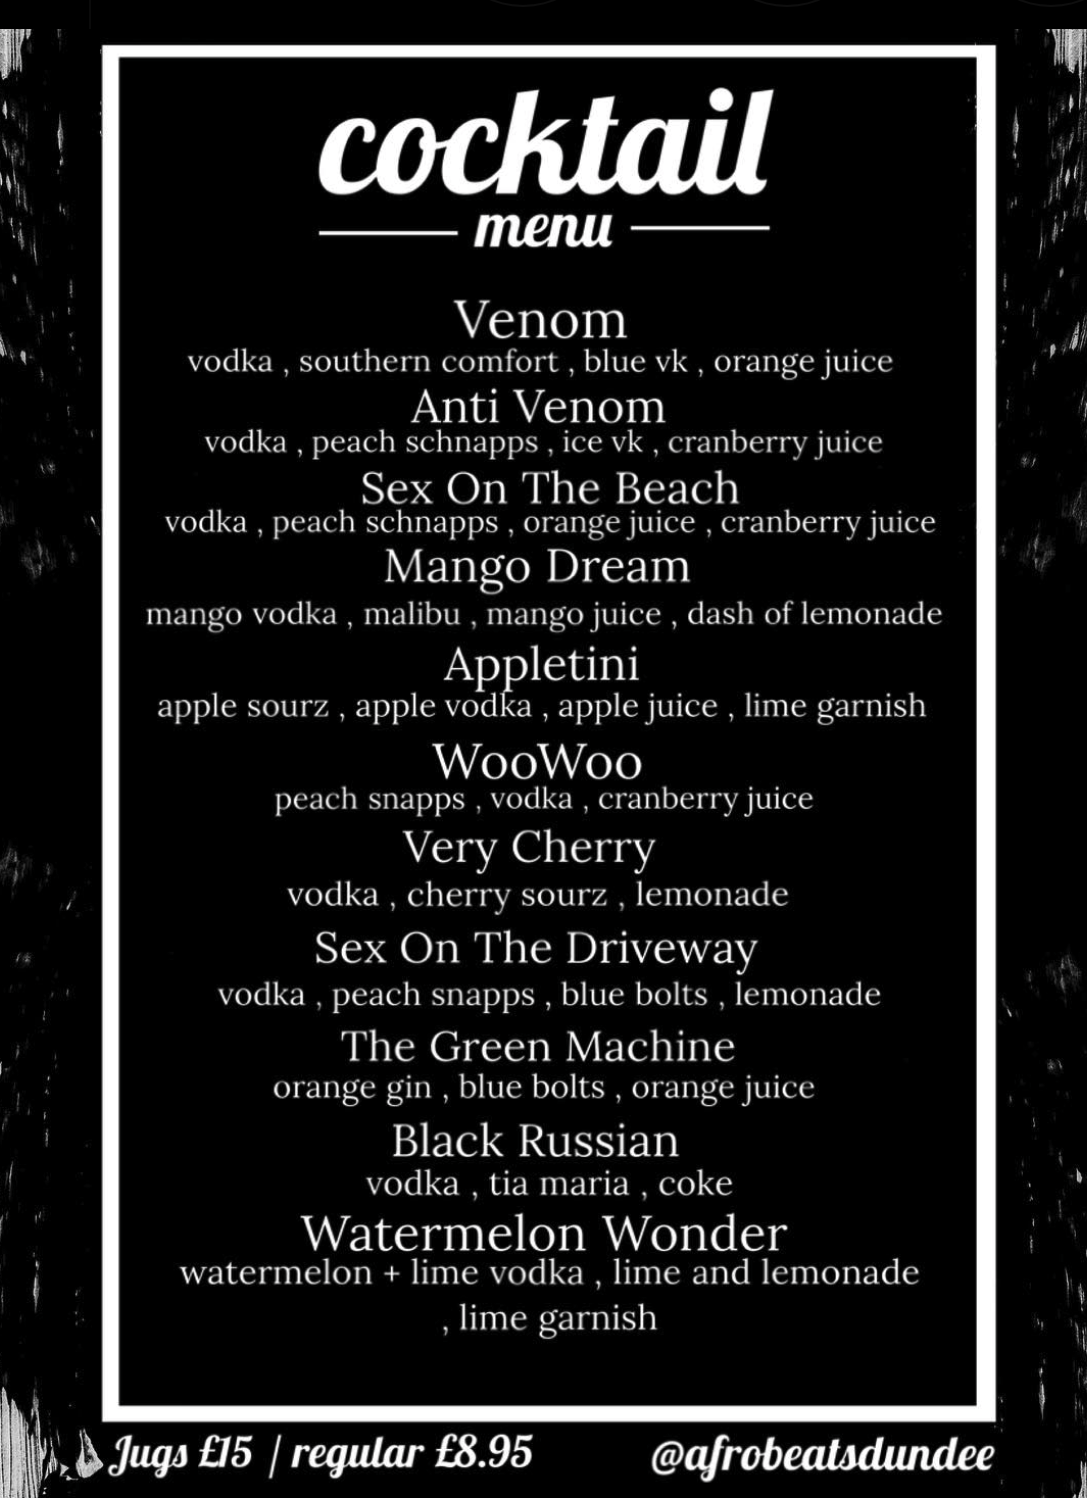 cocktail
menu
Venom
vodka , southern comfort , blue vk , orange juice
Anti Venom
vodka , peach schnapps , ice vk , cranberry juice
Sex On The Beach
vodka , peach schnapps , orange juice , cranberry juice
Mango Dream
mango vodka , malibu , mango juice , dash of lemonade
Appletini
apple sourz , apple vodka , apple juice , lime garnish
WooWoo
peach snapps , vodka , cranberry juice
Very Cherry
vodka , cherry sourz , lemonade
Sex On The Driveway
vodka , peach snapps , blue bolts , lemonade
The Green Machine
orange gin , blue bolts , orange juice
Black Russian
vodka , tia maria , coke
Watermelon Wonder
watermelon + lime vodka , lime and lemonade
, lime garnish
Jugs £15 / regular £8.95
@afrobeatsdundee